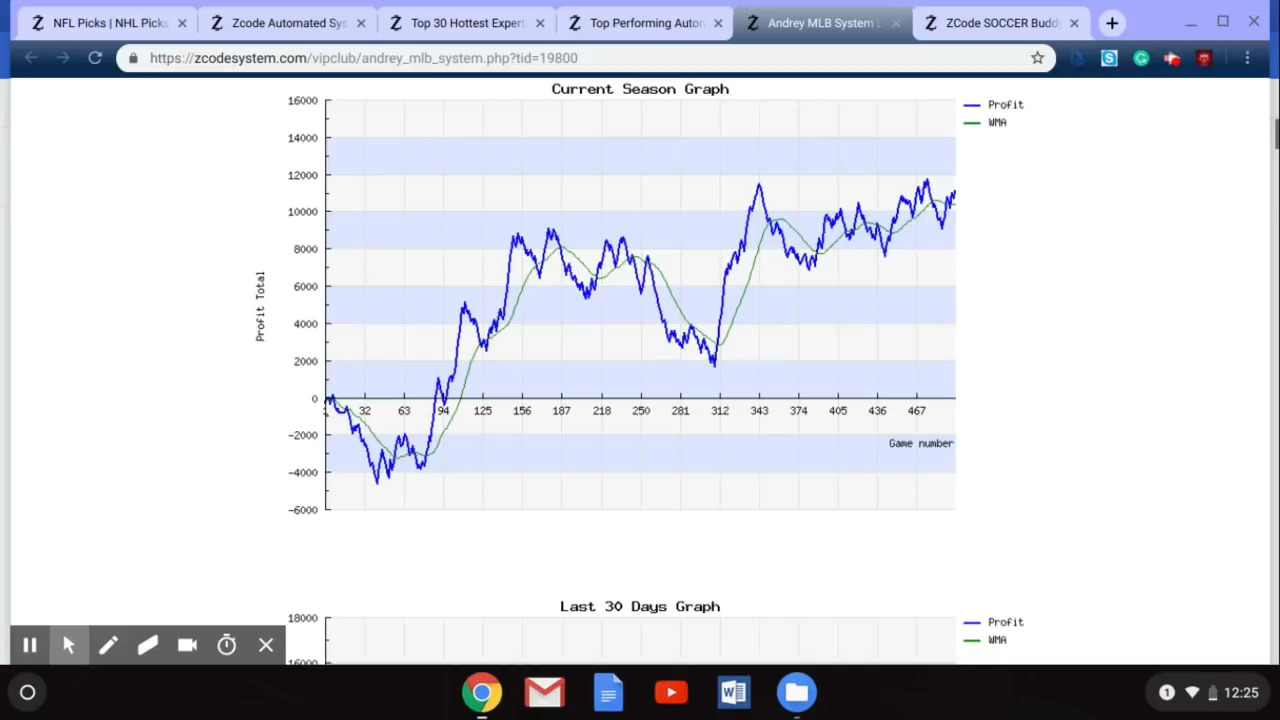 NFL Picks | NHL Picks
Zcode Automated Sys
Top 30 Hottest Expert
Top Performing Autom
Andrey MLB System L
ZCode SOCCER Budd
https://zcodesystem.com/vipclub/andrey_mlb_system.php?tid=19800
Current Season Graph
Profit
WMA
16000
14000
12000
10000
8000
6000
4000
2000
0
-2000
-4000
-6000
Profit Total
1 32 63 94 125 156 187 218 250 281 312 343 374 405 436 467
Game number
Last 30 Days Graph
Profit
WMA
18000
16000
1 12:25